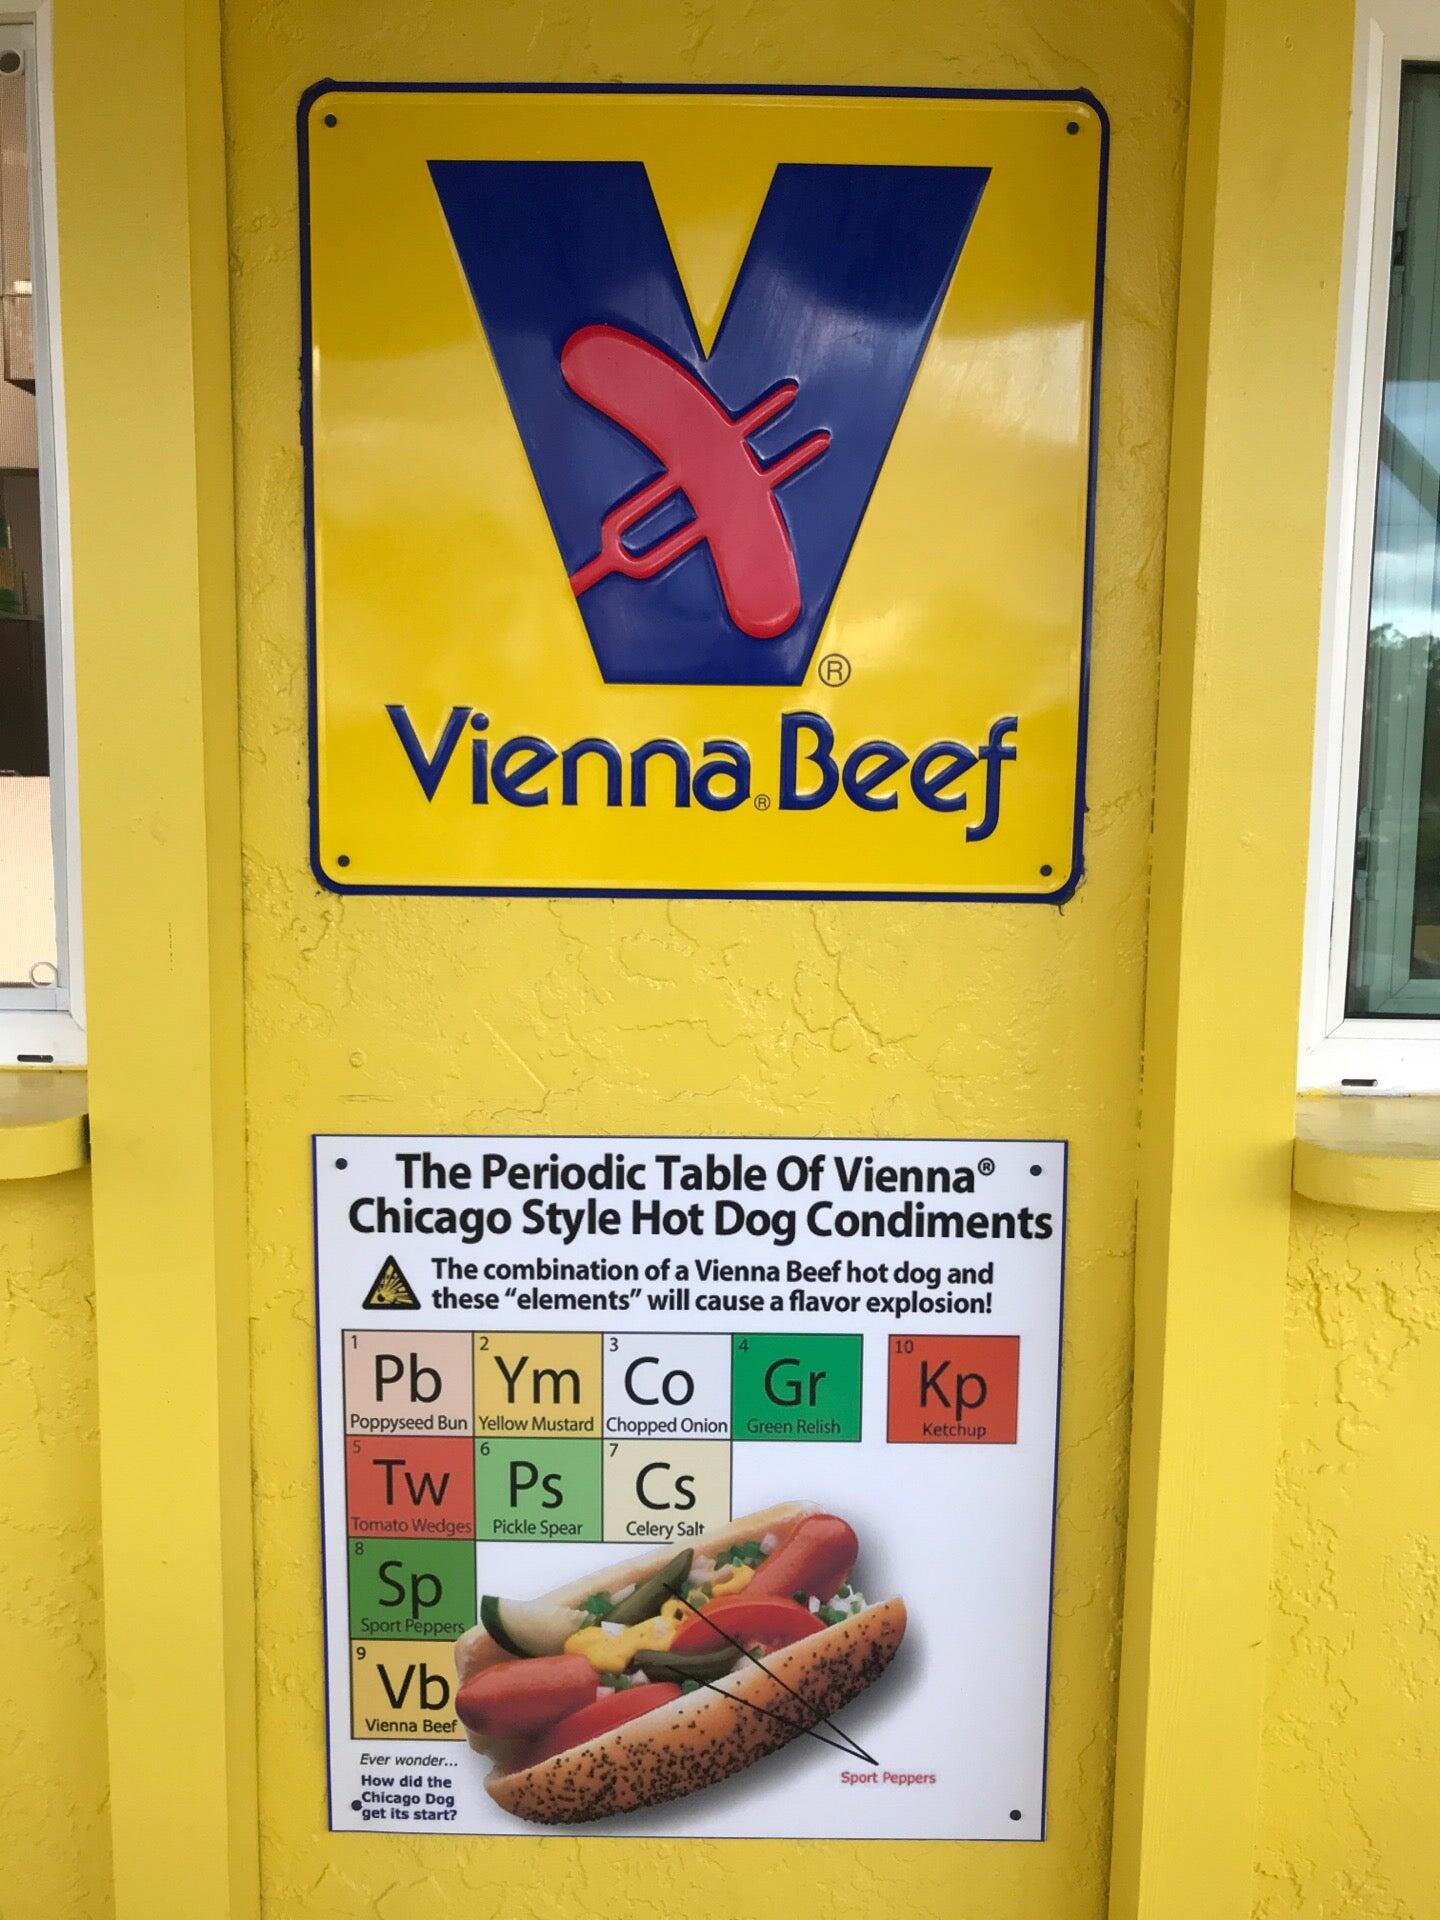 V
®
Vienna® Beef
The Periodic Table Of Vienna®
Chicago Style Hot Dog Condiments
The combination of a Vienna Beef hot dog and
these “elements” will cause a flavor explosion!
1 Pb Poppyseed Bun
2 Ym Yellow Mustard
3 Co Chopped Onion
4 Gr Green Relish
10 Kp Ketchup
5 Tw Tomato Wedges
6 Ps Pickle Spear
7 Cs Celery Salt
8 Sp Sport Peppers
9 Vb Vienna Beef
Sport Peppers
Ever wonder...
How did the
Chicago Dog
get its start?